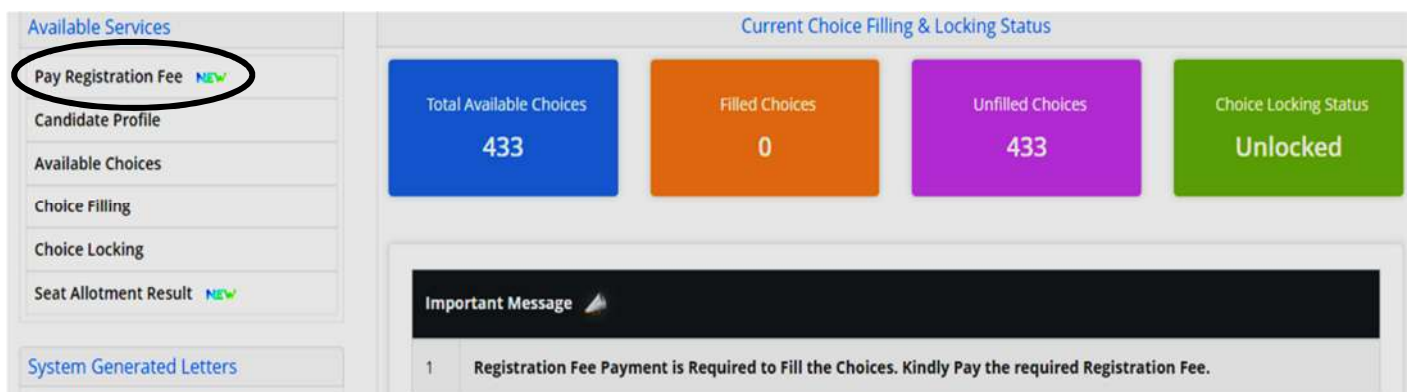 Available Services
Pay Registration Fee NEW
Candidate Profile
Available Choices
Choice Filling
Choice Locking
Seat Allotment Result NEW
System Generated Letters
Current Choice Filling & Locking Status
Total Available Choices
433
Filled Choices
0
Unfilled Choices
433
Choice Locking Status
Unlocked
Important Message
1 Registration Fee Payment is Required to Fill the Choices. Kindly Pay the required Registration Fee.